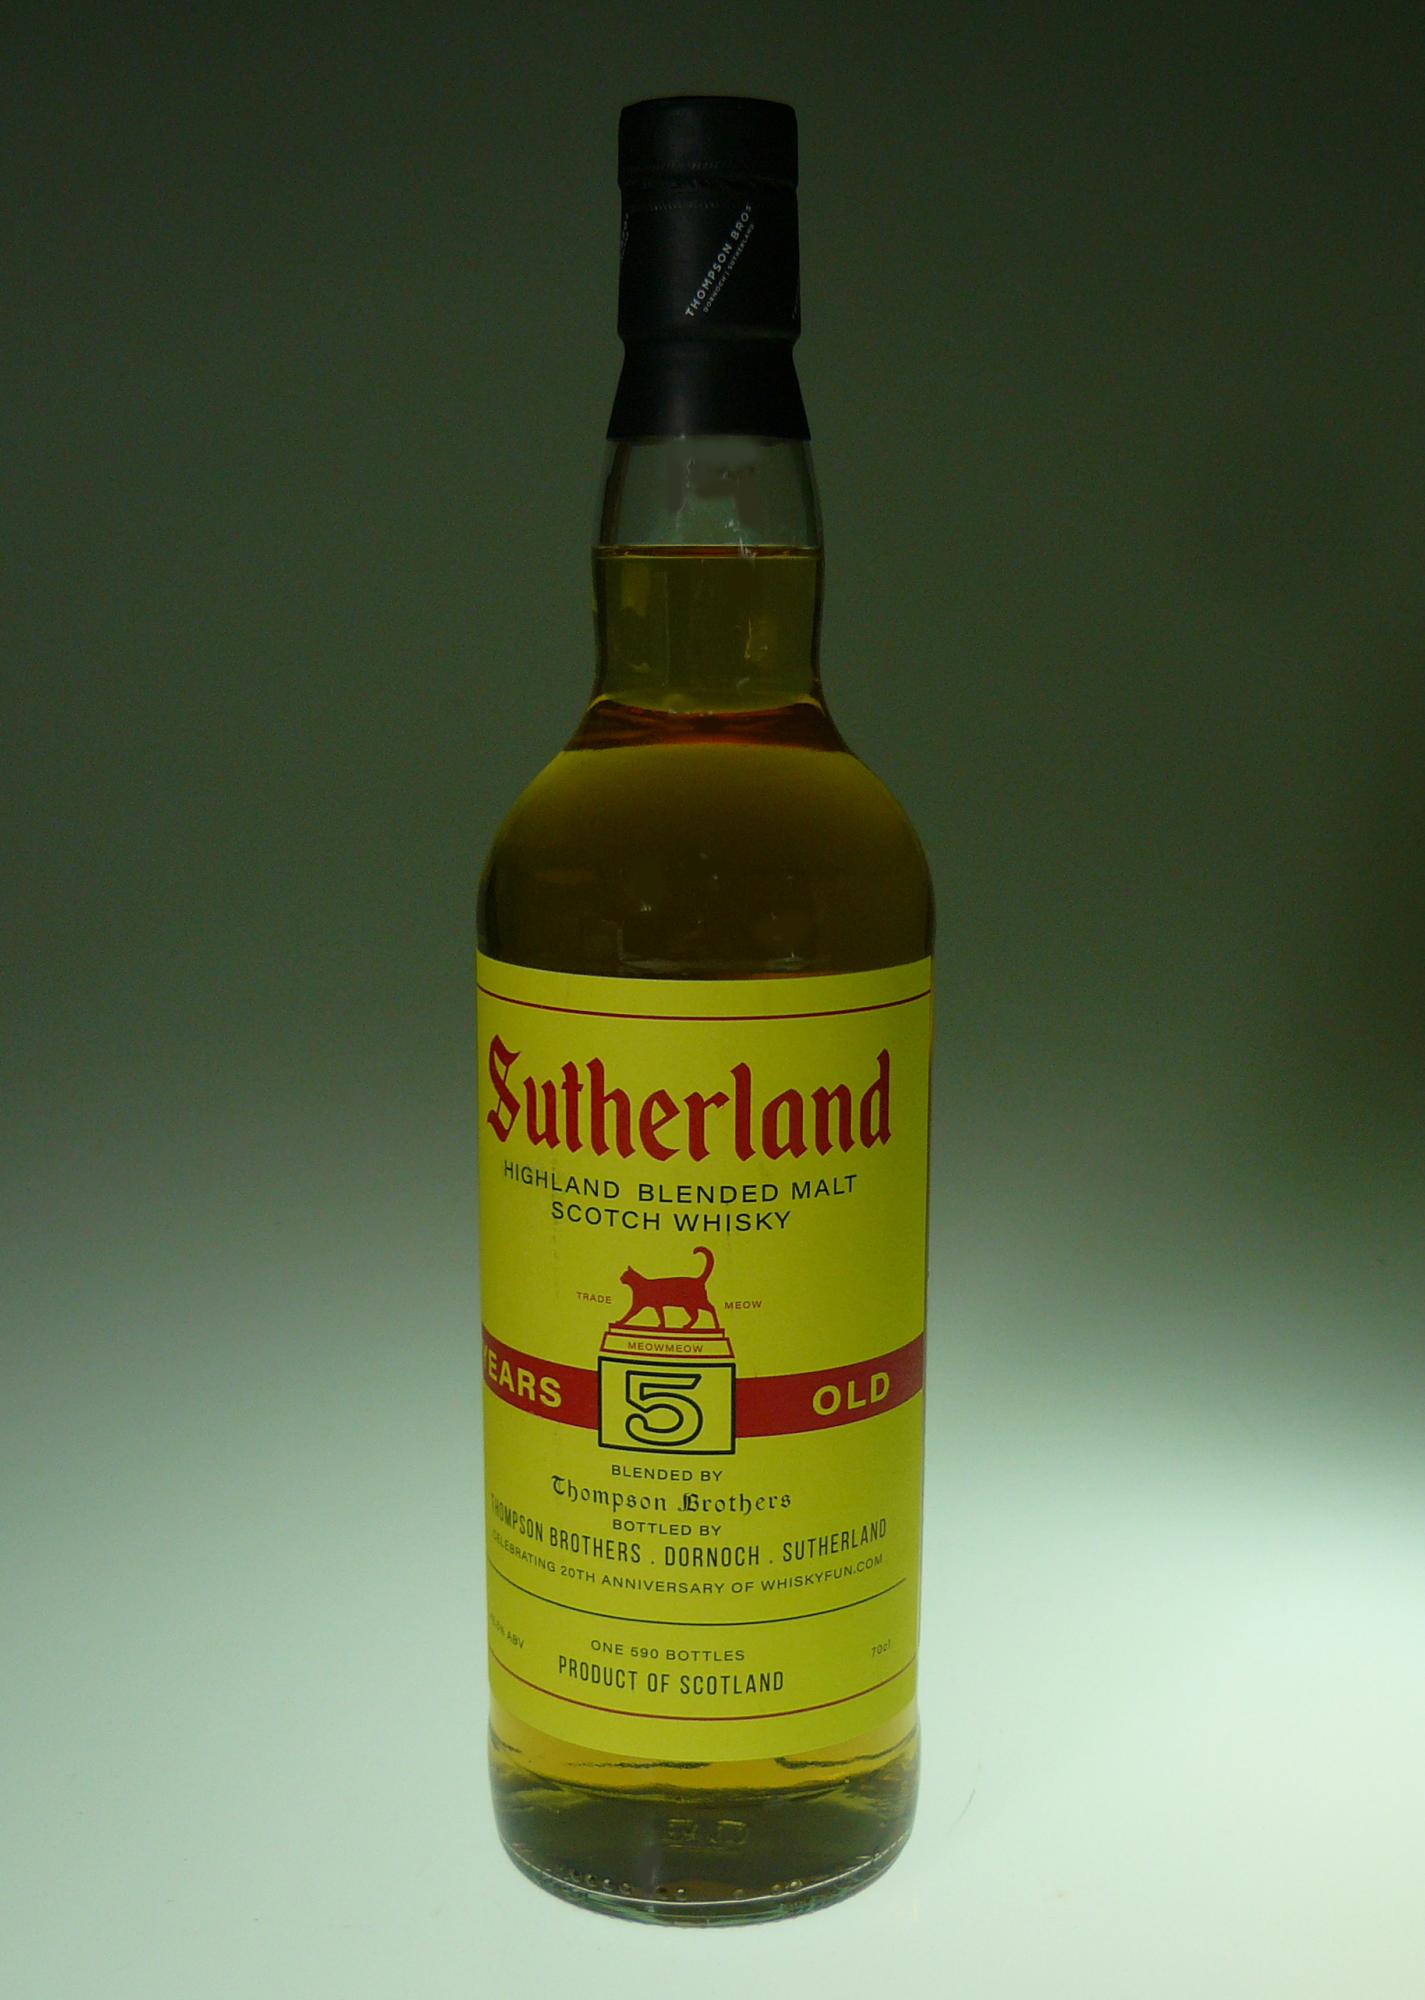 THOMPSON BROS
DORNOCH | SUTHERLAND
Sutherland
HIGHLAND BLENDED MALT
SCOTCH WHISKY
TRADE MEOW
MEOWMEOW
YEARS 5 OLD
BLENDED BY
Thompson Brothers
BOTTLED BY
THOMPSON BROTHERS . DORNOCH . SUTHERLAND
CELEBRATING 20TH ANNIVERSARY OF WHISKYFUN.COM
ABV
ONE 590 BOTTLES
70cl
PRODUCT OF SCOTLAND